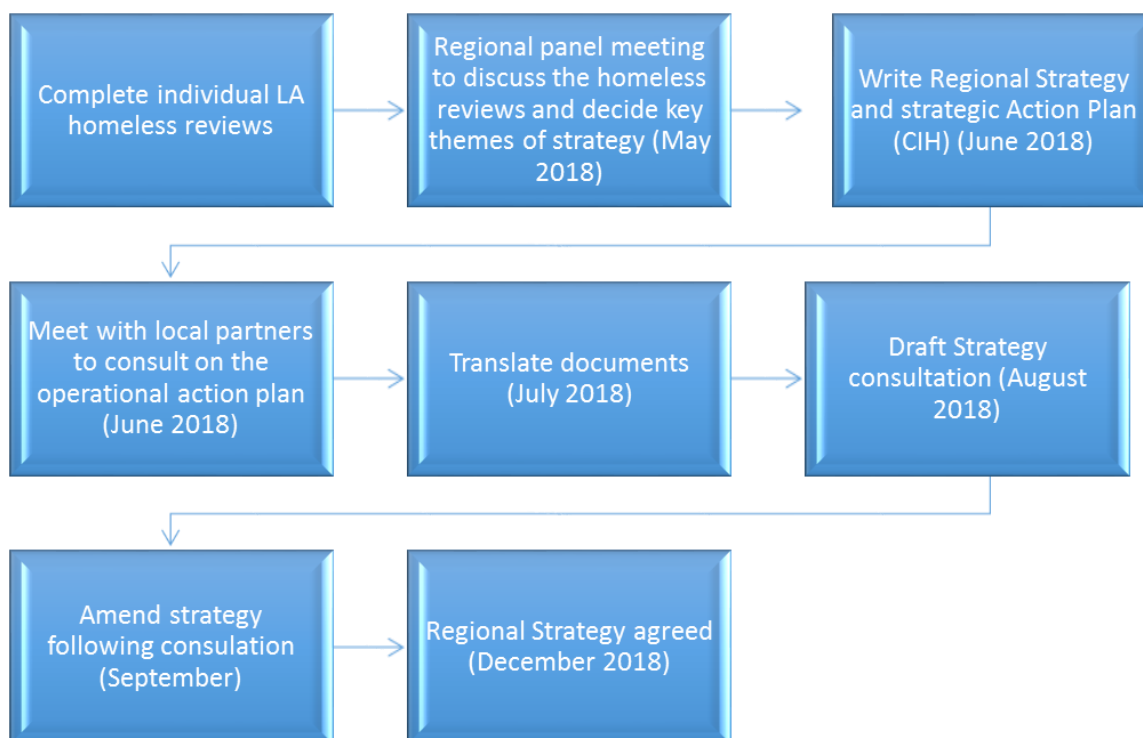 Complete individual LA
homeless reviews
Regional panel meeting
to discuss the homeless
reviews and decide key
themes of strategy (May
2018)
Write Regional Strategy
and strategic Action Plan
(CIH) (June 2018)
Meet with local partners
to consult on the
operational action plan
(June 2018)
Translate documents
(July 2018)
Draft Strategy
consultation (August
2018)
Amend strategy
following consulation
(September)
Regional Strategy agreed
(December 2018)